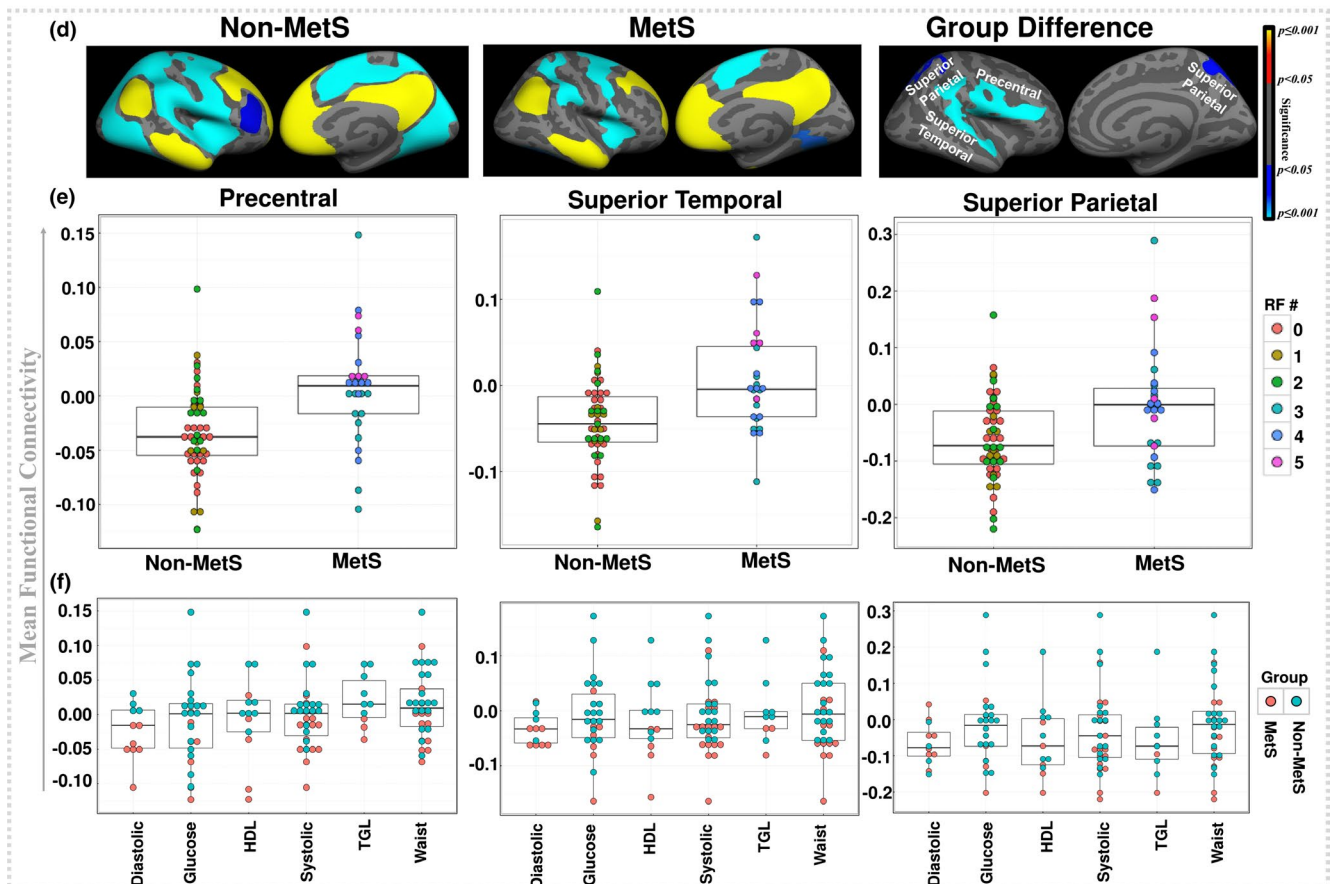 (d) Non-MetS MetS Group Difference
p≤0.001
p<0.05
Significance
p<0.05
p≤0.001
Superior Parietal
Precentral
Superior Temporal
Superior Parietal
(e) Precentral Superior Temporal Superior Parietal
Mean Functional Connectivity
0.15
0.10
0.05
0.00
-0.05
-0.10
Non-MetS MetS
0.1
0.0
-0.1
Non-MetS MetS
0.3
0.2
0.1
0.0
-0.1
-0.2
Non-MetS MetS
RF #
0
1
2
3
4
5
(f)
0.15
0.10
0.05
0.00
-0.05
-0.10
Diastolic Glucose HDL Systolic TGL Waist
0.1
-0.0
-0.1
Diastolic Glucose HDL Systolic TGL Waist
0.3
0.2
0.1
-0.0
-0.1
-0.2
Diastolic Glucose HDL Systolic TGL Waist
Group
MetS
Non-MetS